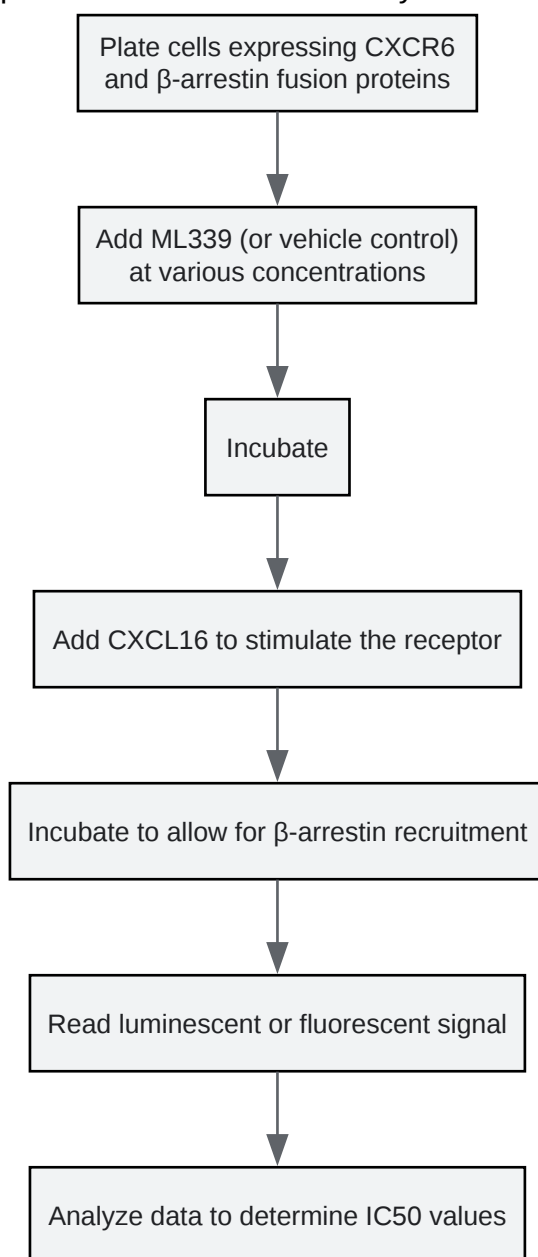 Plate cells expressing CXCR6
and β-arrestin fusion proteins
Add ML339 (or vehicle control)
at various concentrations
Incubate
Add CXCL16 to stimulate the receptor
Incubate to allow for β-arrestin recruitment
Read luminescent or fluorescent signal
Analyze data to determine IC50 values